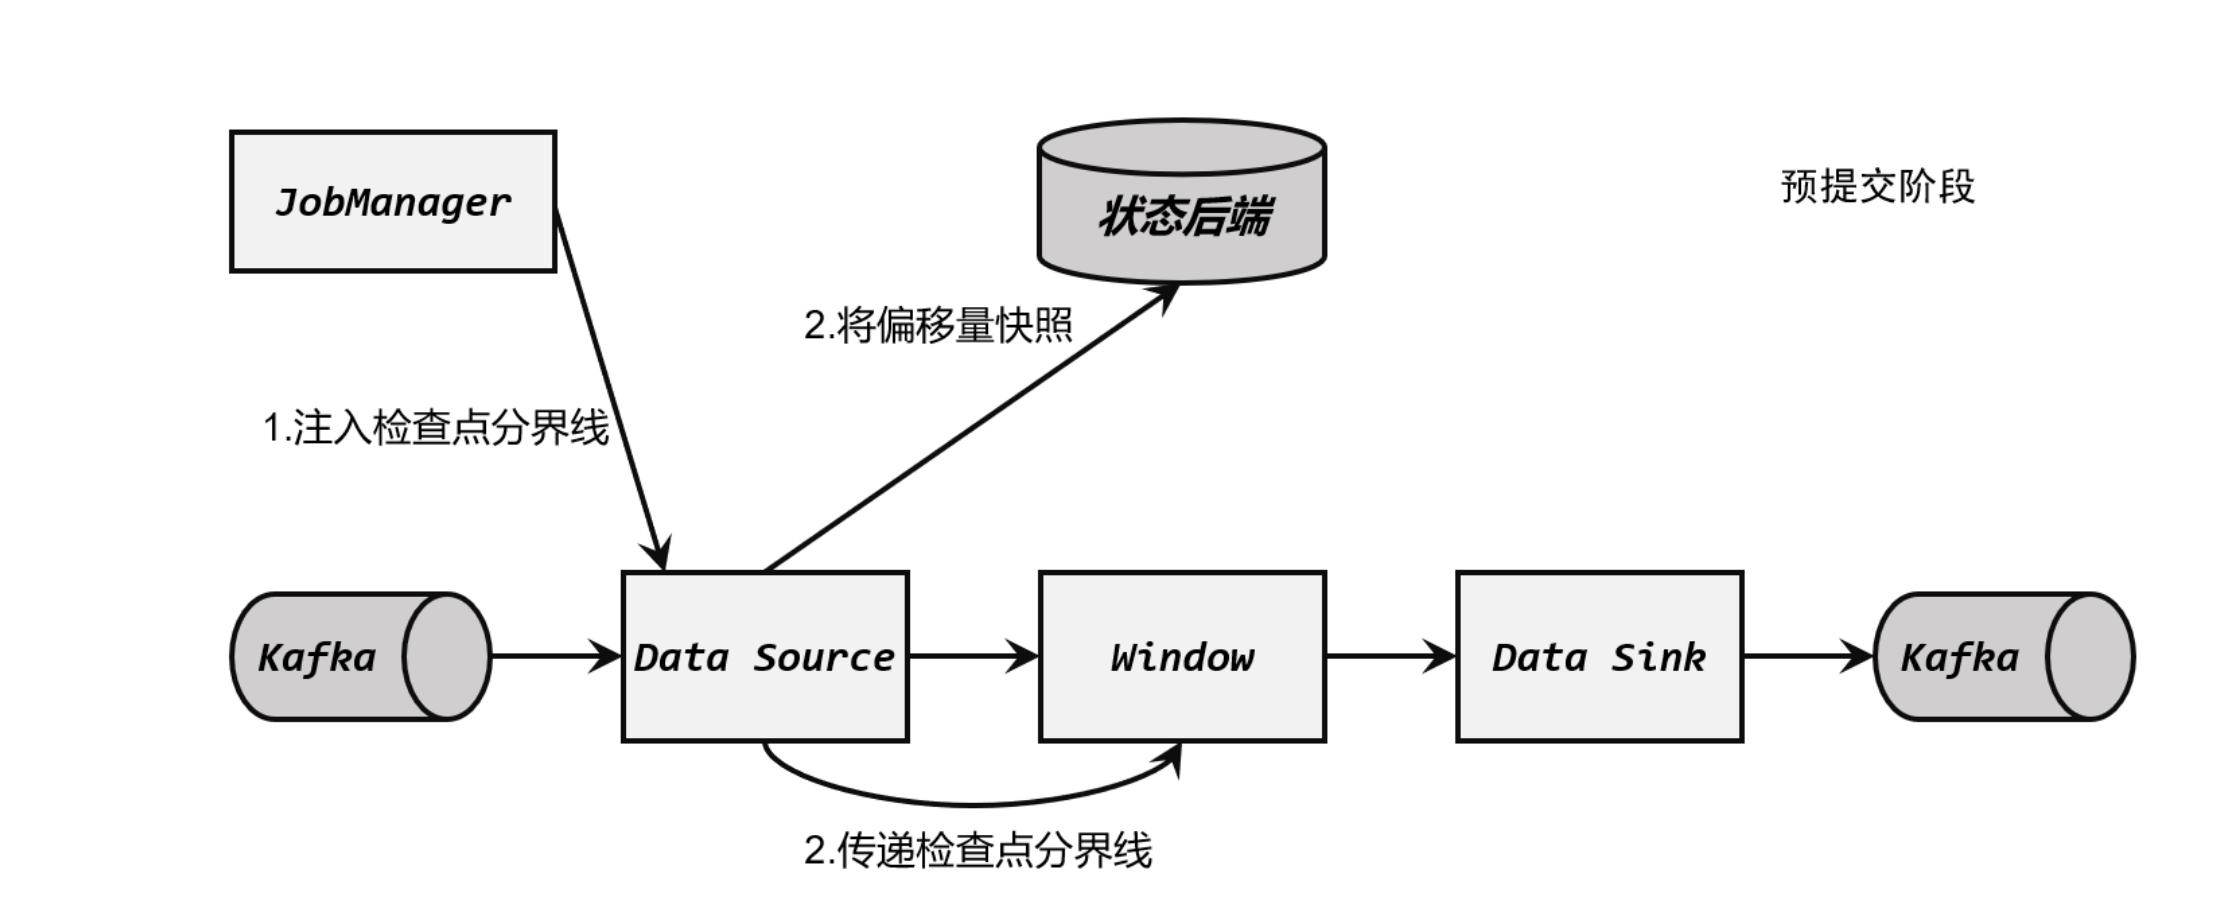 JobManager
状态后端
预提交阶段
2.将偏移量快照
1.注入检查点分界线
Kafka
Data Source
Window
Data Sink
Kafka
2.传递检查点分界线